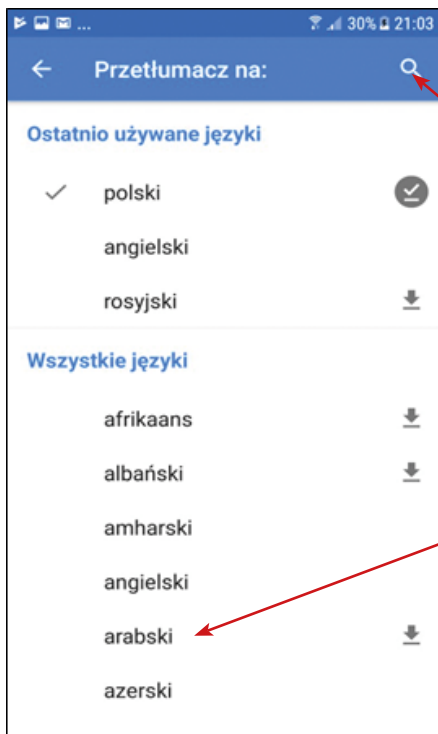 ... 30% 21:03
Przetłumacz na:
Ostatnio używane języki
polski
angielski
rosyjski
Wszystkie języki
afrikaans
albański
amharski
angielski
arabski
azerski